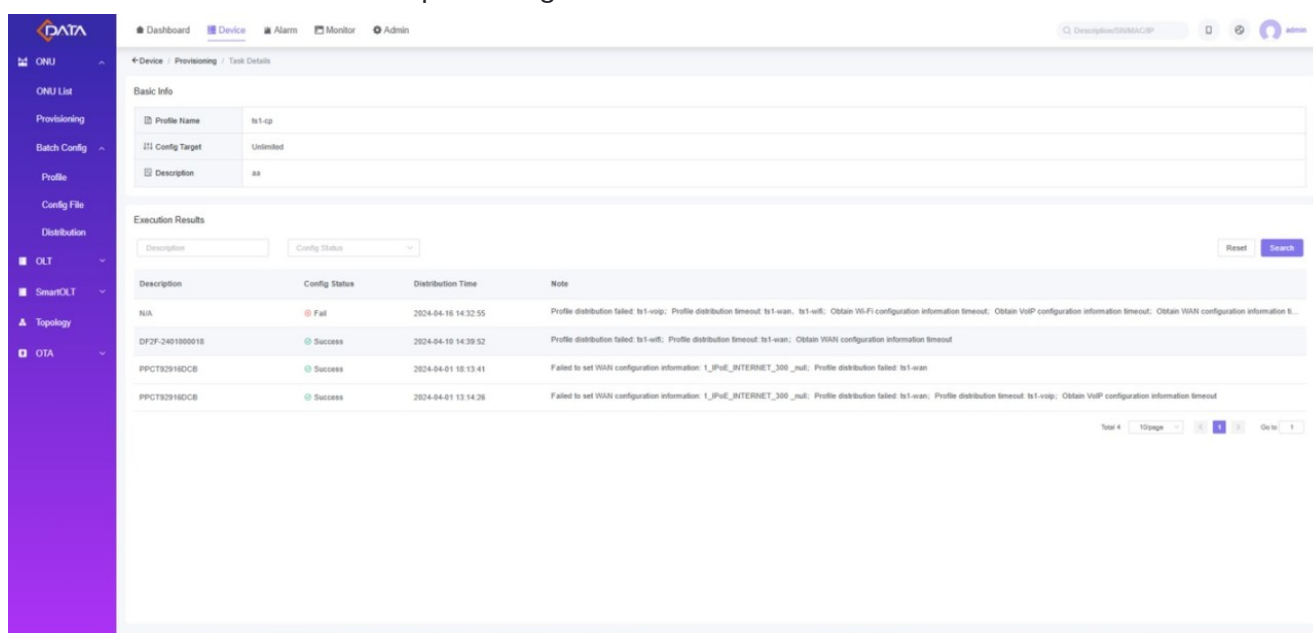 DATA
Dashboard Device Alarm Monitor Admin
Description/SN/MAC/IP
admin
ONU
ONU List
Provisioning
Batch Config
Profile
Config File
Distribution
OLT
SmartOLT
Topology
OTA
Device / Provisioning / Task Details
Basic Info
Profile Name ts1-cp
Config Target Unlimited
Description aa
Execution Results
Description Config Status Reset Search
Description Config Status Distribution Time Note
N/A Fail 2024-04-16 14:32:55 Profile distribution failed: ts1-voip; Profile distribution timeout: ts1-wan、ts1-wifi; Obtain Wi-Fi configuration information timeout; Obtain VoIP configuration information timeout; Obtain WAN configuration information ti...
DF2F-2401000018 Success 2024-04-10 14:39:52 Profile distribution failed: ts1-wifi; Profile distribution timeout: ts1-wan; Obtain WAN configuration information timeout
PPCT92916DCB Success 2024-04-01 18:13:41 Failed to set WAN configuration information: 1_IPoE_INTERNET_300 _null; Profile distribution failed: ts1-wan
PPCT92916DCB Success 2024-04-01 13:14:26 Failed to set WAN configuration information: 1_IPoE_INTERNET_300 _null; Profile distribution failed: ts1-wan; Profile distribution timeout: ts1-voip; Obtain VoIP configuration information timeout
Total 4 10/page 1 Go to 1